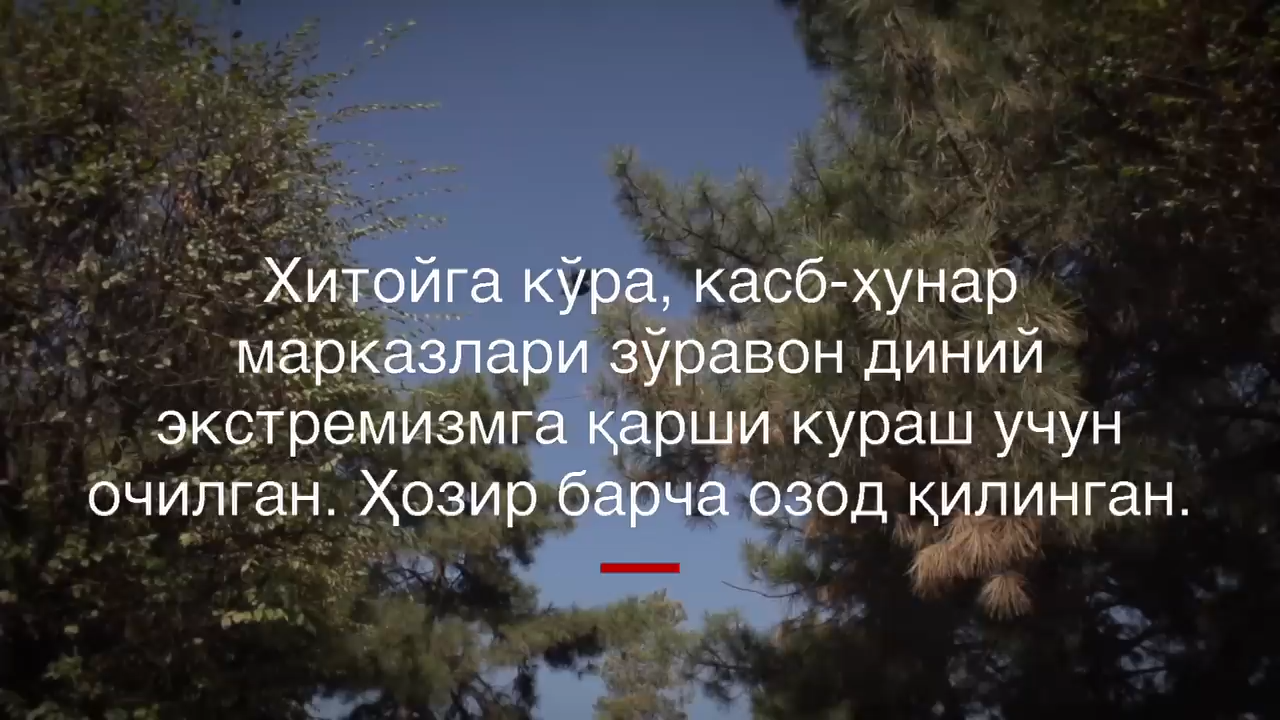 Хитойга кўра, касб-ҳунар
марказлари зўравон диний
экстремизмга қарши кураш учун
очилган. Ҳозир барча озод қилинган.